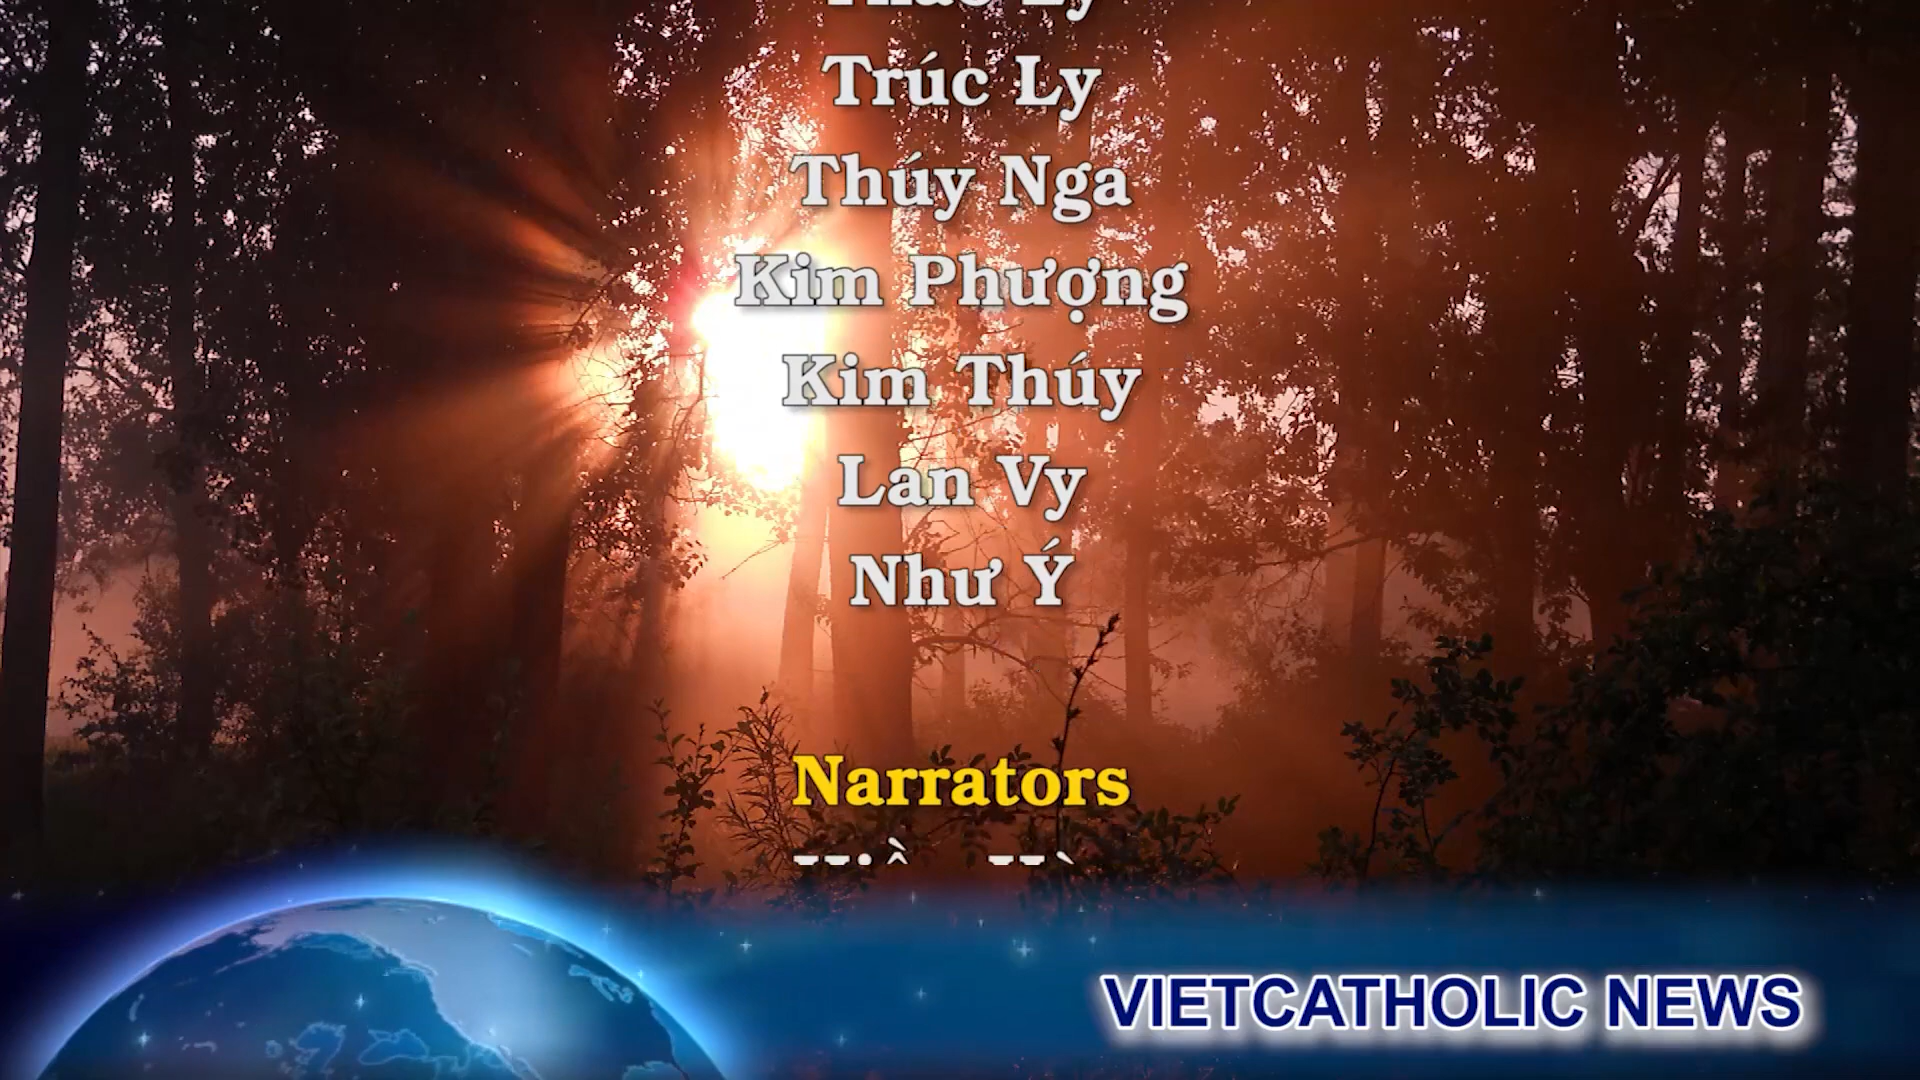 Trúc Ly
Thúy Nga
Kim Phượng
Kim Thúy
Lan Vy
Như Ý
Narrators
VIETCATHOLIC NEWS